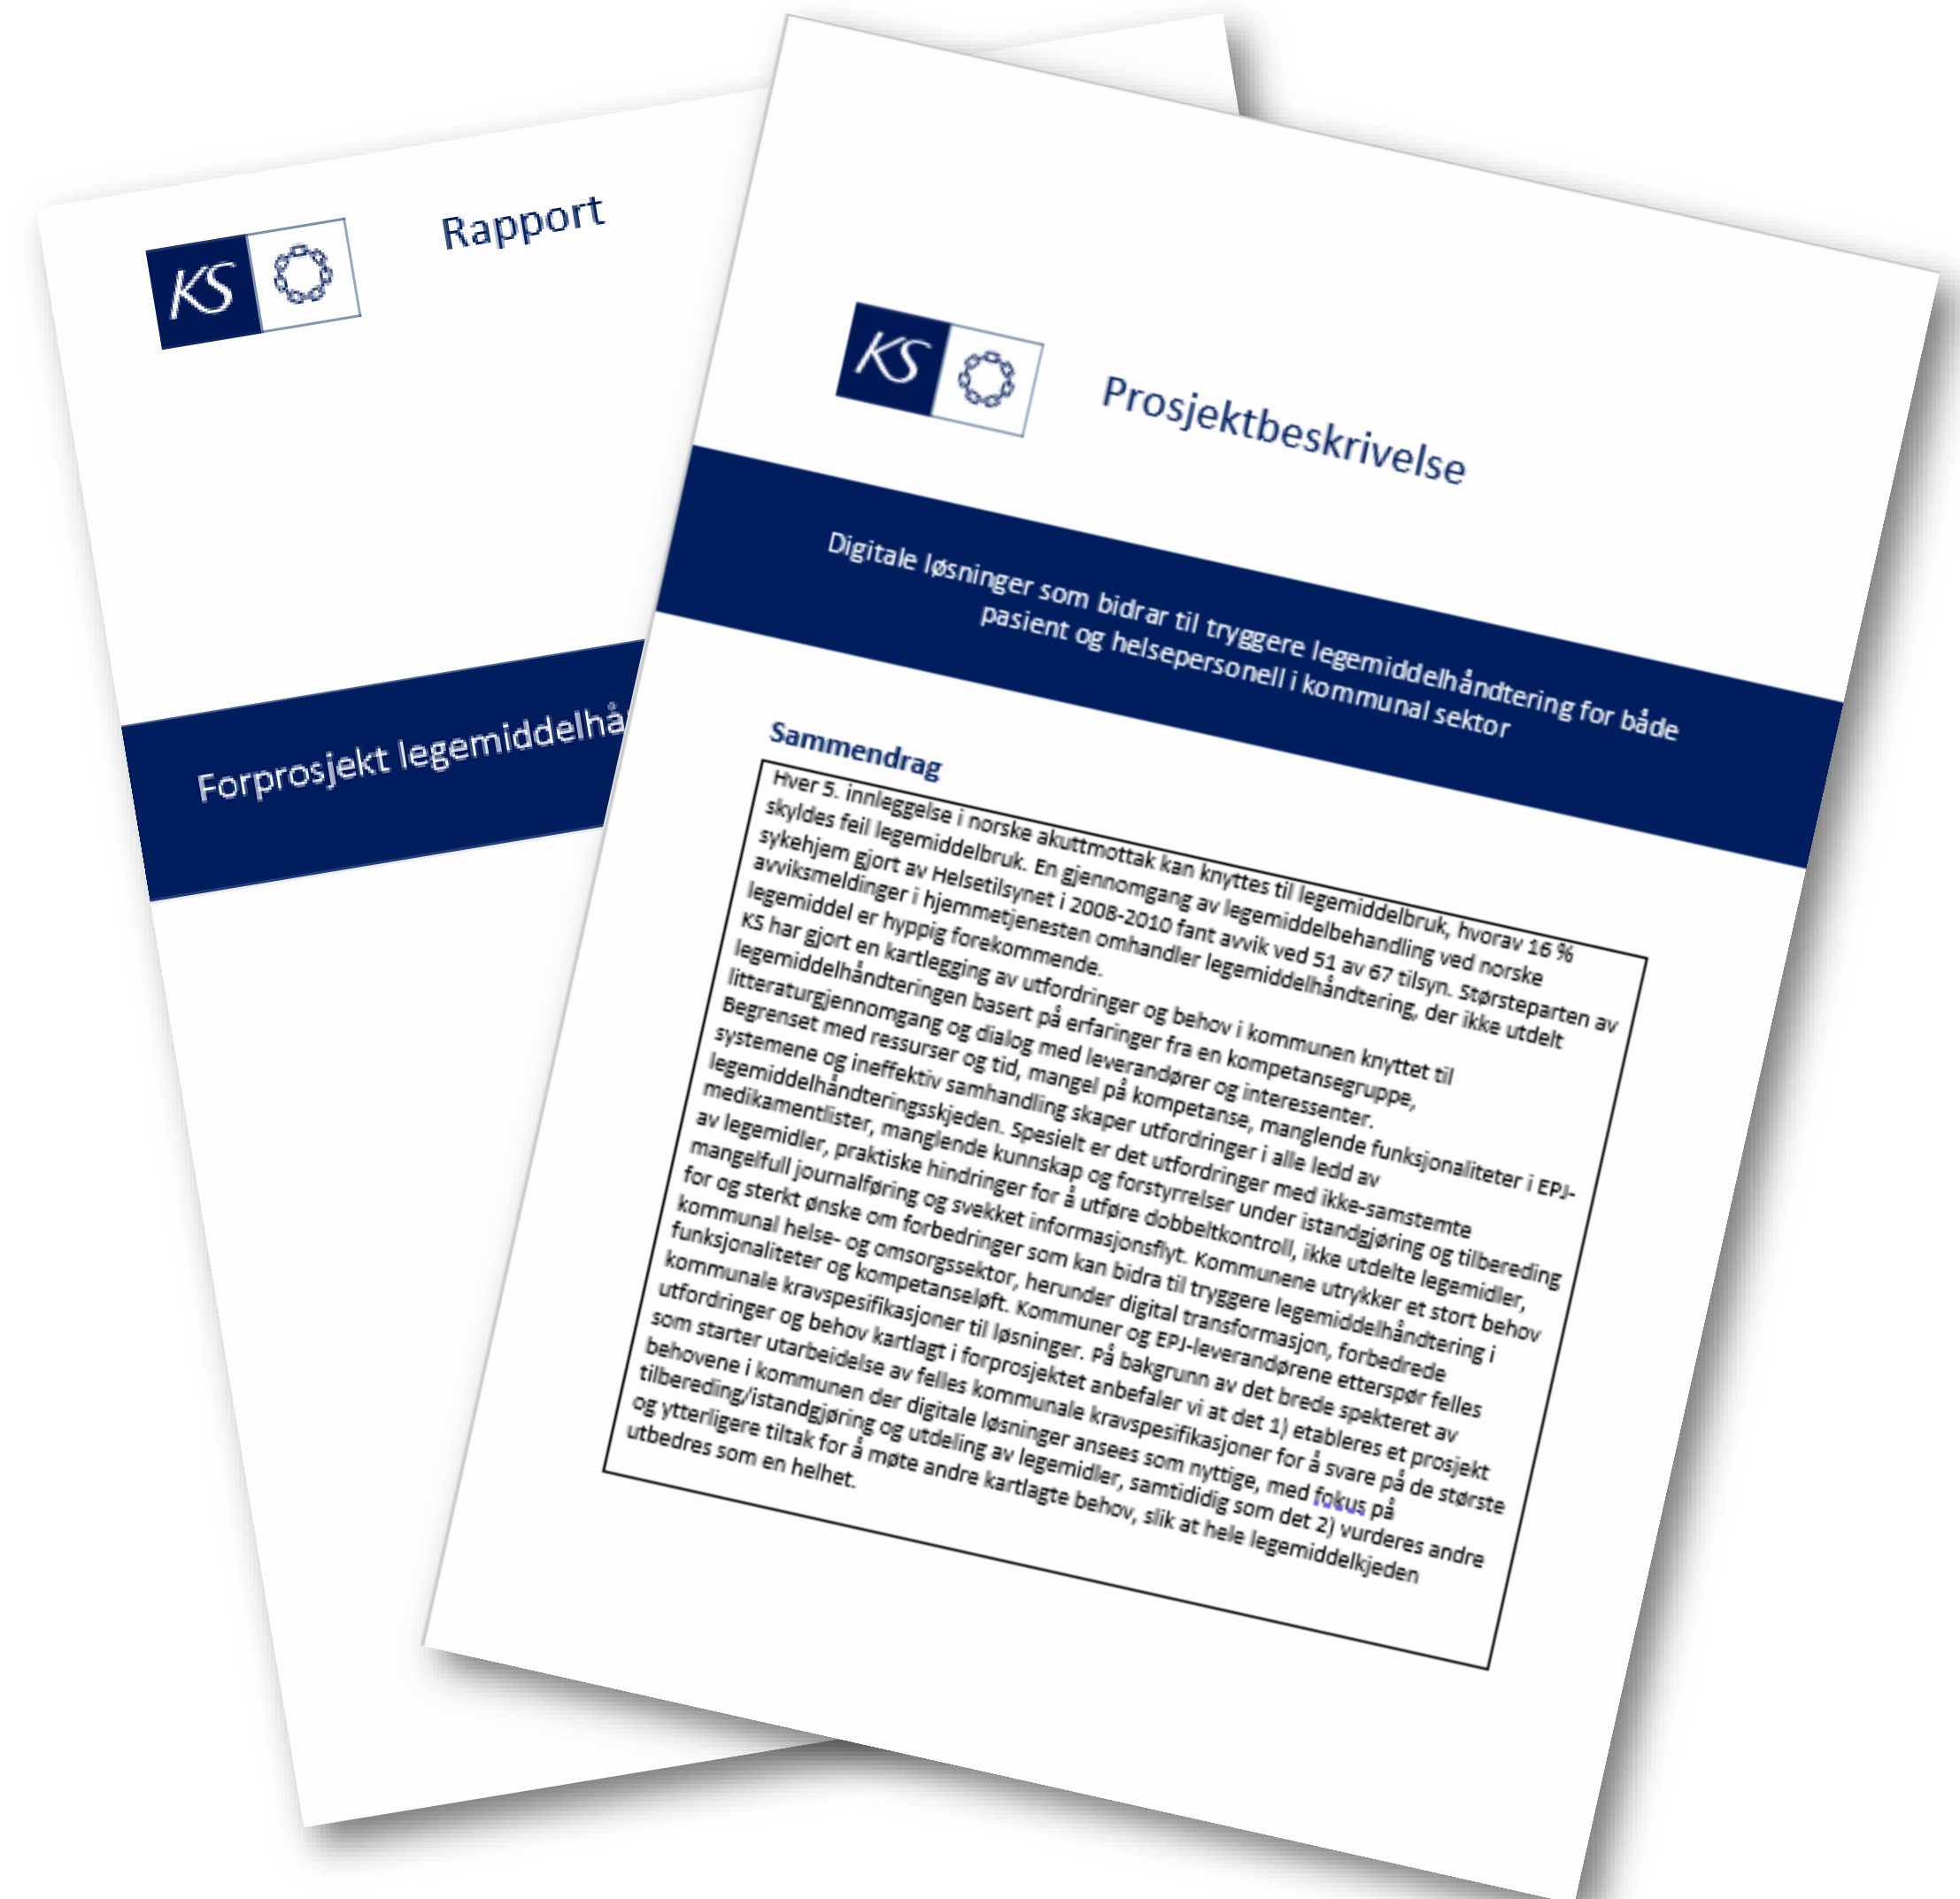 KS
Rapport
Forprosjekt legemiddelhå
KS
Prosjektbeskrivelse
Digitale løsninger som bidrar til tryggere legemiddelhåndtering for både
pasient og helsepersonell i kommunal sektor
Sammendrag
Hver 5. innleggelse i norske akuttmottak kan knyttes til legemiddelbruk, hvorav 16 %
skyldes feil legemiddelbruk. En gjennomgang av legemiddelbehandling ved norske
sykehjem gjort av Helsetilsynet i 2008-2010 fant avvik ved 51 av 67 tilsyn. Størsteparten av
avviksmeldinger i hjemmetjenesten omhandler legemiddelhåndtering, der ikke utdelt
legemiddel er hyppig forekommende.
KS har gjort en kartlegging av utfordringer og behov i kommunen knyttet til
legemiddelhåndteringen basert på erfaringer fra en kompetansegruppe,
litteraturgjennomgang og dialog med leverandører og interessenter.
Begrenset med ressurser og tid, mangel på kompetanse, manglende funksjonaliteter i EPJ-
systemene og ineffektiv samhandling skaper utfordringer i alle ledd av
legemiddelhåndteringsskjeden. Spesielt er det utfordringer med ikke-samstemte
medikamentlister, manglende kunnskap og forstyrrelser under istandgjøring og tilbereding
av legemidler, praktiske hindringer for å utføre dobbeltkontroll, ikke utdelte legemidler,
mangelfull journalføring og svekket informasjonsflyt. Kommunene utrykker et stort behov
for og sterkt ønske om forbedringer som kan bidra til tryggere legemiddelhåndtering i
kommunal helse- og omsorgssektor, herunder digital transformasjon, forbedrede
funksjonaliteter og kompetanseløft. Kommuner og EPJ-leverandørene etterspør felles
kommunale kravspesifikasjoner til løsninger. På bakgrunn av det brede spekteret av
utfordringer og behov kartlagt i forprosjektet anbefaler vi at det 1) etableres et prosjekt
som starter utarbeidelse av felles kommunale kravspesifikasjoner for å svare på de største
behovene i kommunen der digitale løsninger ansees som nyttige, med fokus på
tilbereding/istandgjøring og utdeling av legemidler, samtididig som det 2) vurderes andre
og ytterligere tiltak for å møte andre kartlagte behov, slik at hele legemiddelkjeden
utbedres som en helhet.